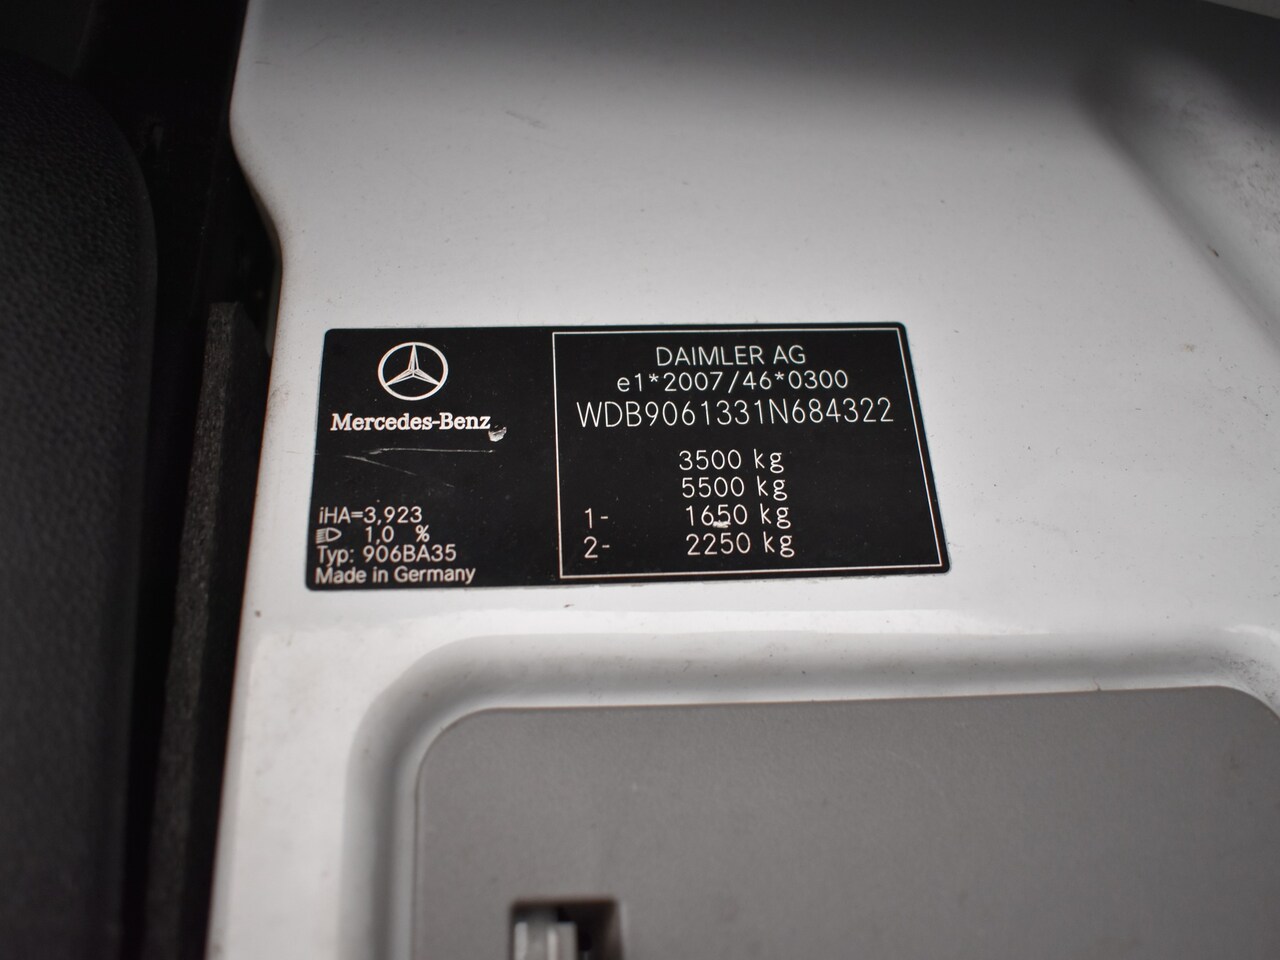 Mercedes-Benz
iHA=3,923
1,0 %
Typ: 906BA35
Made in Germany
DAIMLER AG
e1*2007/46*0300
WDB9061331N684322
3500 kg
5500 kg
1- 1650 kg
2- 2250 kg